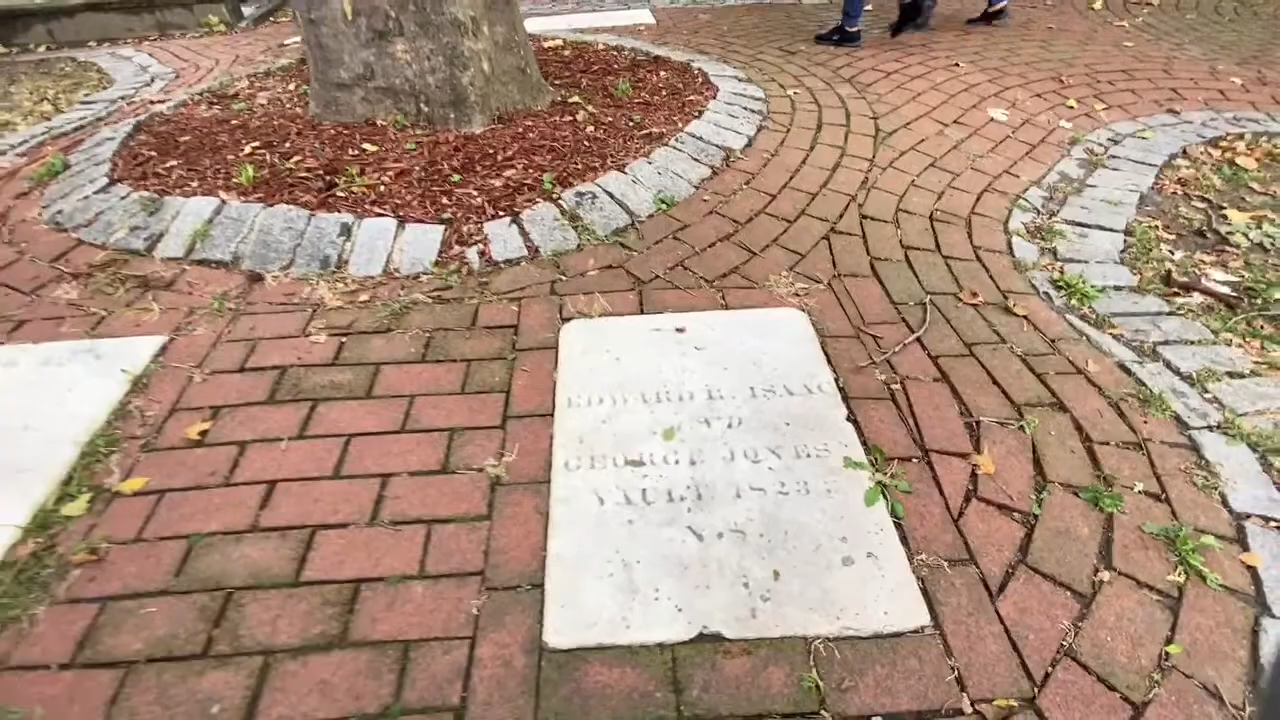 EDWARD R. ISAAC
AND
GEORGE JONES
VAULT 1823
N.S.